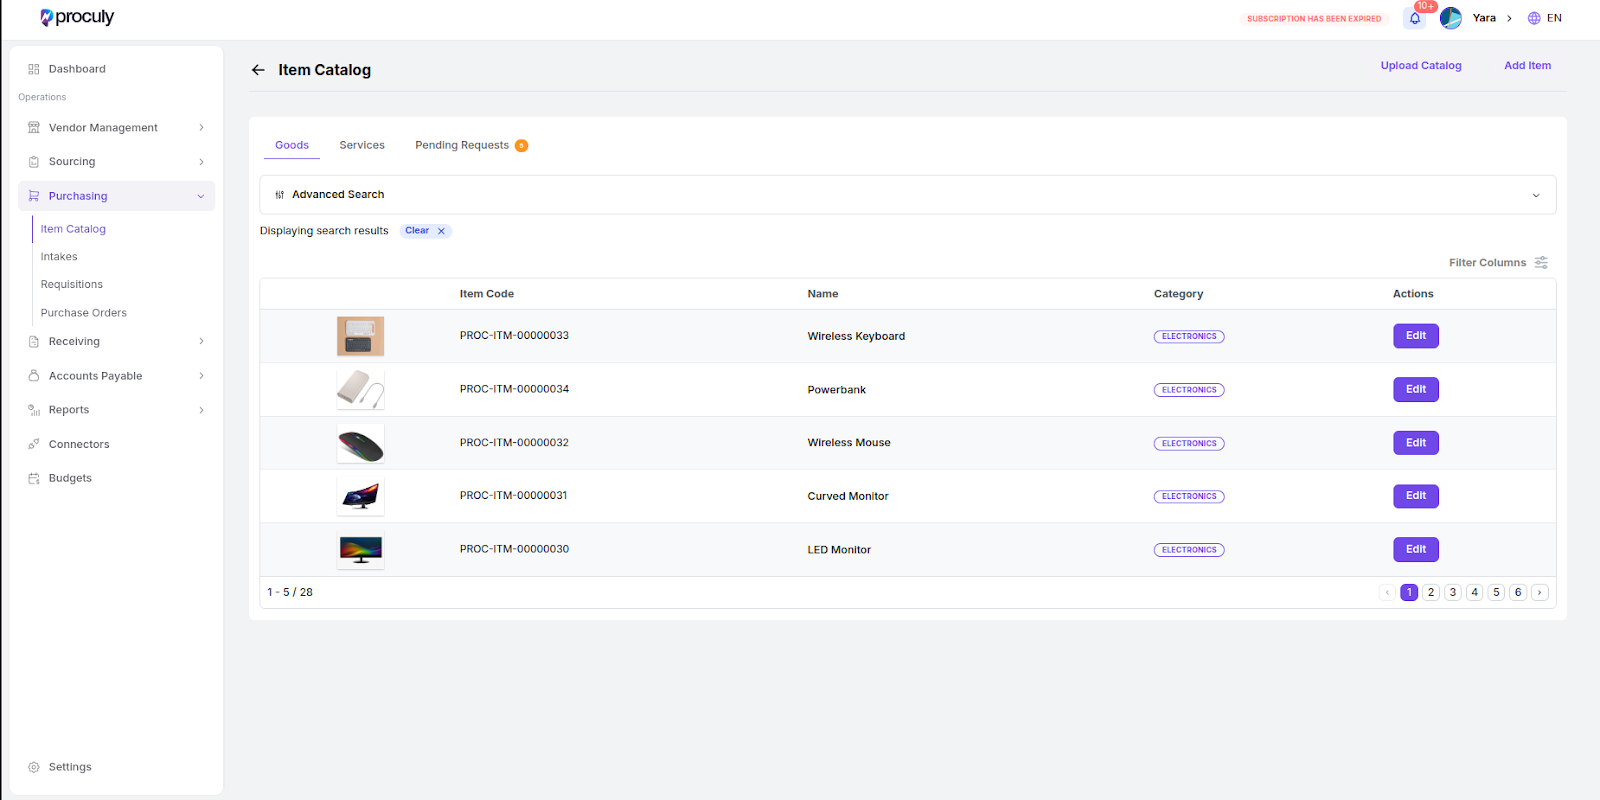 proculy
SUBSCRIPTION HAS BEEN EXPIRED
10+
Yara
EN
Dashboard
Operations
Vendor Management
Sourcing
Purchasing
Item Catalog
Intakes
Requisitions
Purchase Orders
Receiving
Accounts Payable
Reports
Connectors
Budgets
Settings
Item Catalog
Upload Catalog
Add Item
Goods
Services
Pending Requests
5
Advanced Search
Displaying search results
Clear
Filter Columns
Item Code Name Category Actions
PROC-ITM-00000033 Wireless Keyboard ELECTRONICS Edit
PROC-ITM-00000034 Powerbank ELECTRONICS Edit
PROC-ITM-00000032 Wireless Mouse ELECTRONICS Edit
PROC-ITM-00000031 Curved Monitor ELECTRONICS Edit
PROC-ITM-00000030 LED Monitor ELECTRONICS Edit
1 - 5 / 28
1 2 3 4 5 6